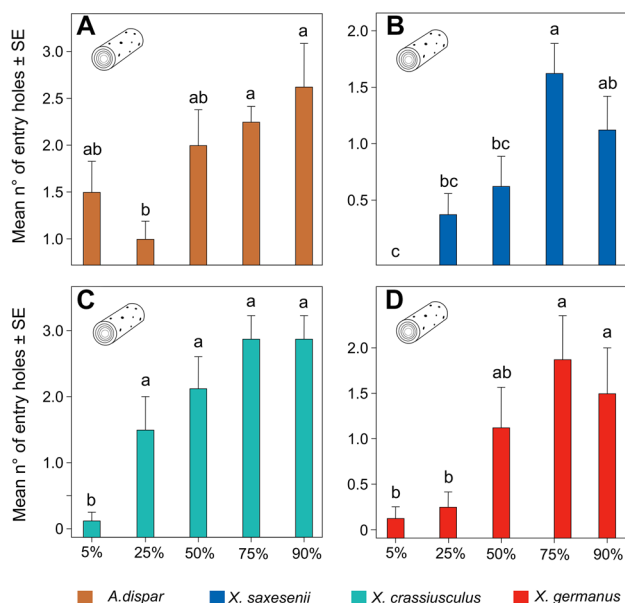 A
B
Mean n° of entry holes ± SE
3.0
2.5
2.0
1.5
1.0
ab
b
ab
a
a
2.0
1.5
1.0
0.5
c
bc
bc
a
ab
C
D
Mean n° of entry holes ± SE
3.0
2.0
1.0
0
b
a
a
a
a
5%
25%
50%
75%
90%
2.0
1.5
1.0
0.5
0
b
b
ab
a
a
5%
25%
50%
75%
90%
A.dispar
X. saxesenii
X. crassiusculus
X. germanus